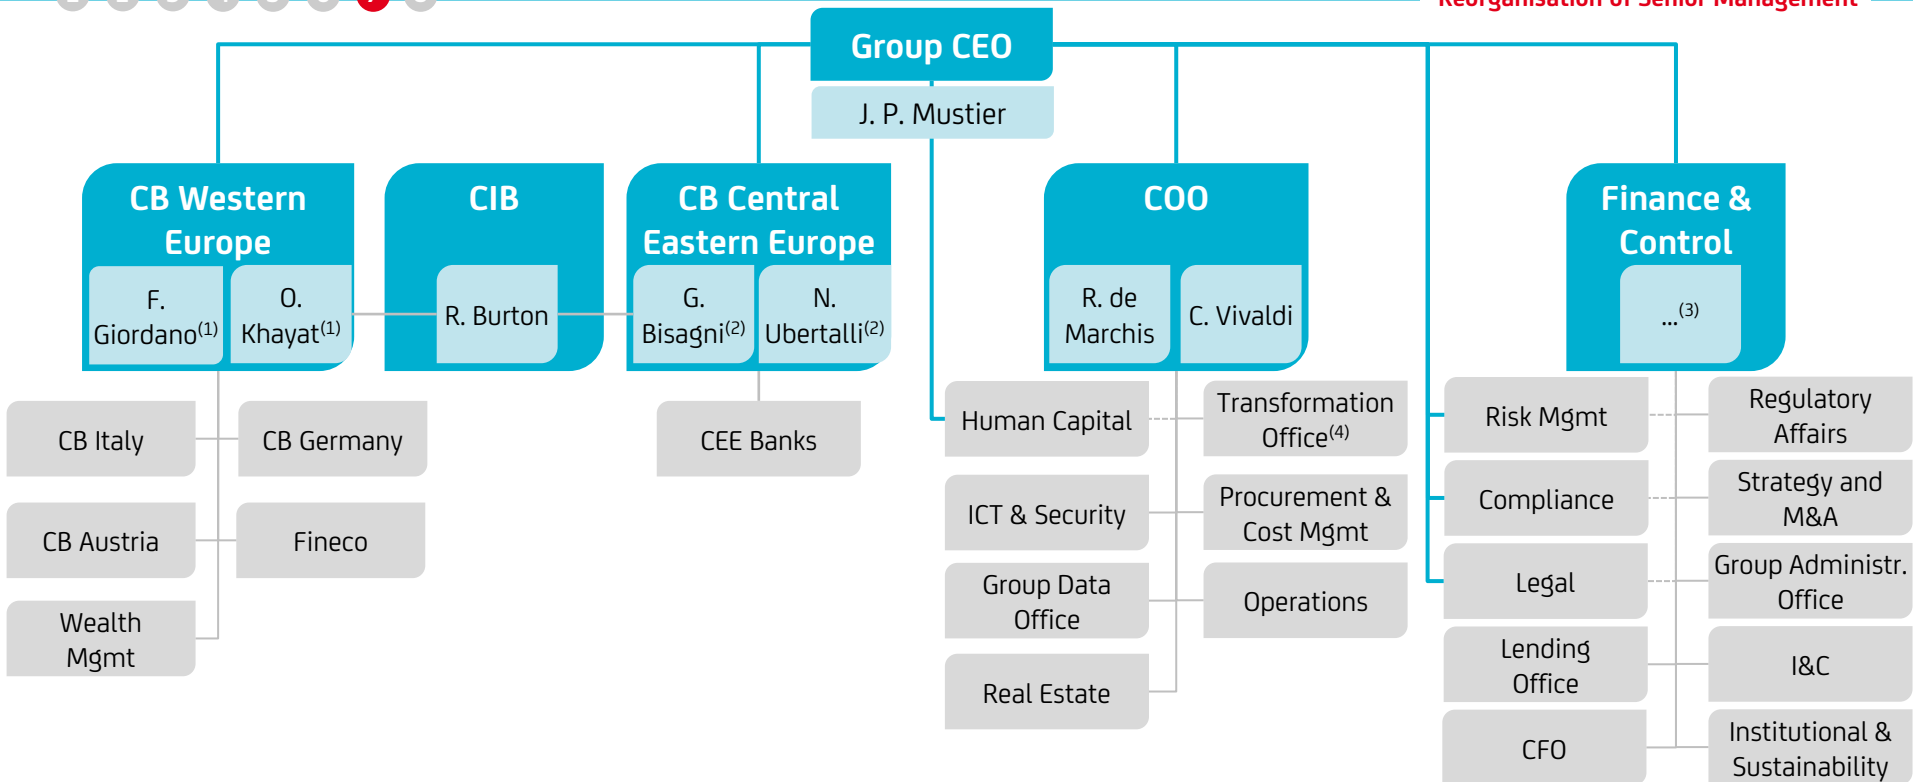 Reorganisation of Senior Management
Group CEO
J. P. Mustier
CB Western
Europe
F.
Giordano(1)
O.
Khayat(1)
CIB
R. Burton
CB Central
Eastern Europe
G.
Bisagni(2)
N.
Ubertalli(2)
COO
R. de
Marchis
C. Vivaldi
Finance &
Control
...(3)
CB Italy
CB Germany
CB Austria
Fineco
Wealth
Mgmt
CEE Banks
Human Capital
Transformation
Office(4)
ICT & Security
Procurement &
Cost Mgmt
Group Data
Office
Operations
Real Estate
Risk Mgmt
Regulatory
Affairs
Compliance
Strategy and
M&A
Legal
Group Administr.
Office
Lending
Office
I&C
CFO
Institutional &
Sustainability